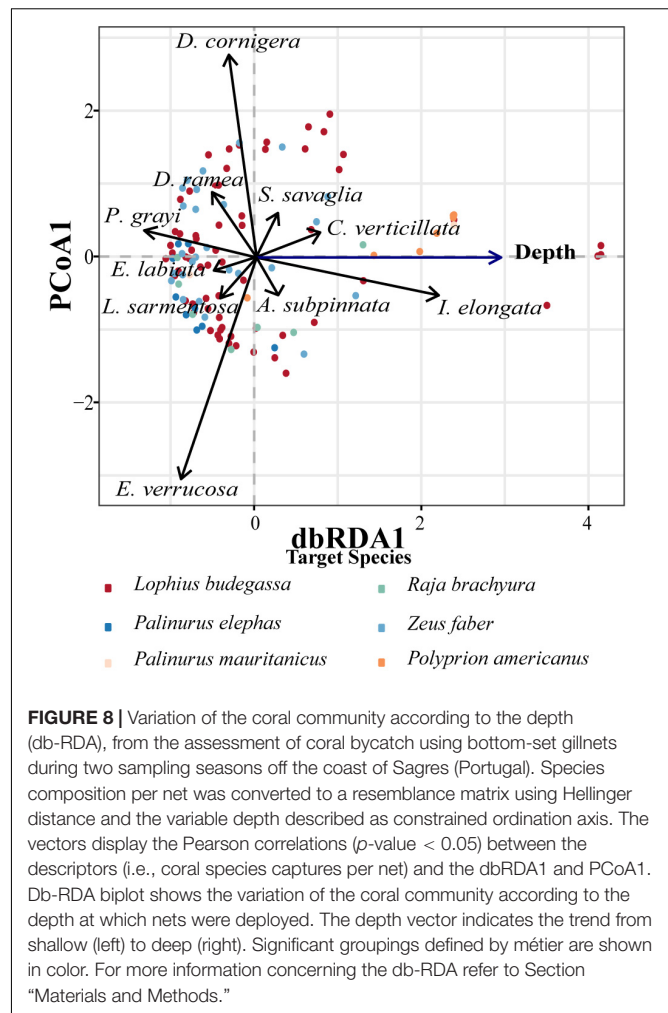 D. cornigera
2
D. ramea
S. savaglia
P. grayi
C. verticillata
PCoA1
0
Depth
E. labiata
L. sarmentosa
A. subpinnata
I. elongata
−2
E. verrucosa
0
2
4
dbRDA1
Target Species
Lophius budegassa
Raja brachyura
Palinurus elephas
Zeus faber
Palinurus mauritanicus
Polyprion americanus
FIGURE 8 | Variation of the coral community according to the depth
(db-RDA), from the assessment of coral bycatch using bottom-set gillnets
during two sampling seasons off the coast of Sagres (Portugal). Species
composition per net was converted to a resemblance matrix using Hellinger
distance and the variable depth described as constrained ordination axis. The
vectors display the Pearson correlations (p-value < 0.05) between the
descriptors (i.e., coral species captures per net) and the dbRDA1 and PCoA1.
Db-RDA biplot shows the variation of the coral community according to the
depth at which nets were deployed. The depth vector indicates the trend from
shallow (left) to deep (right). Significant groupings defined by métier are shown
in color. For more information concerning the db-RDA refer to Section
“Materials and Methods.”